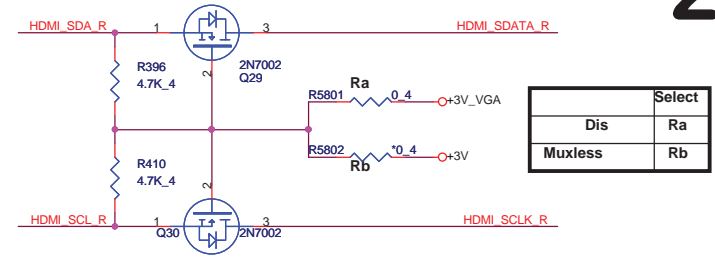 HDMI_SDA_R
1
3
HDMI_SDATA_R
2
R396
4.7K_4
2
2N7002
Q29
Ra
R5801
0_4
+3V_VGA
R5802
*0_4
+3V
Rb
R410
4.7K_4
2
HDMI_SCL_R
1
Q30
2N7002
3
HDMI_SCLK_R
Select
Dis Ra
Muxless Rb